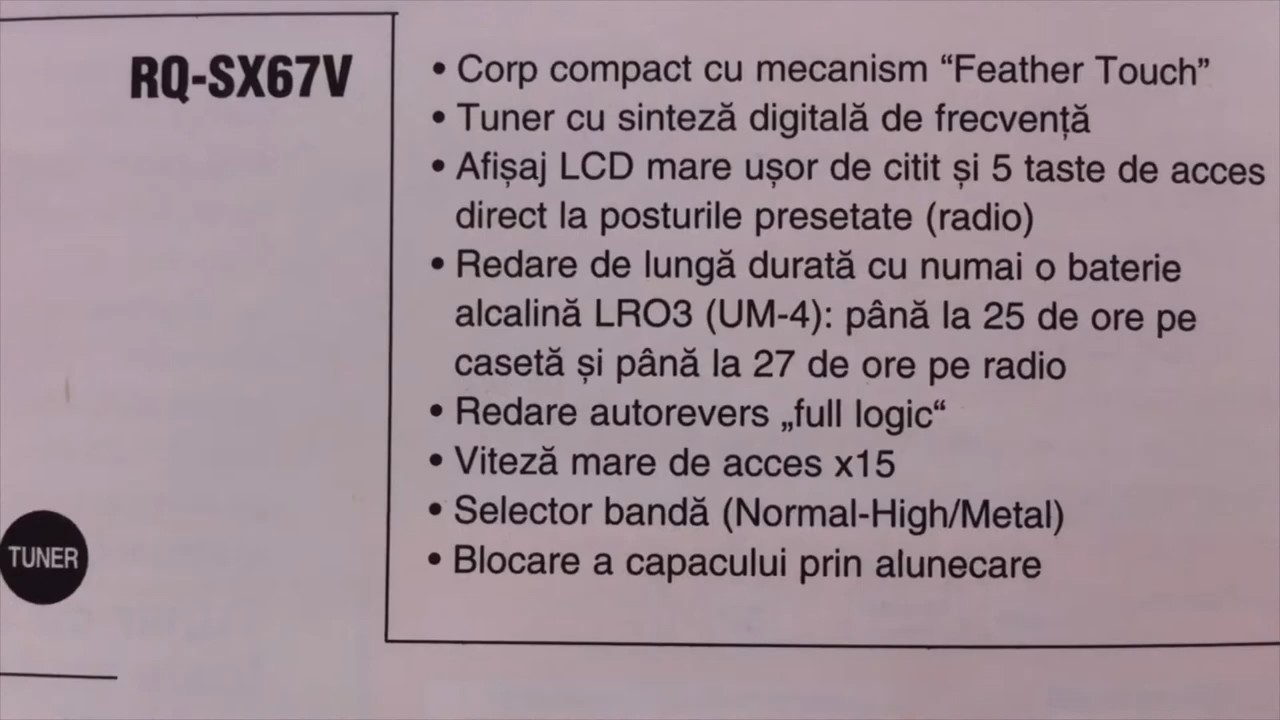 RQ-SX67V
• Corp compact cu mecanism “Feather Touch”
• Tuner cu sinteză digitală de frecvență
• Afișaj LCD mare ușor de citit și 5 taste de acces
direct la posturile presetate (radio)
• Redare de lungă durată cu numai o baterie
alcalină LRO3 (UM-4): până la 25 de ore pe
casetă și până la 27 de ore pe radio
• Redare autorevers „full logic“
• Viteză mare de acces x15
• Selector bandă (Normal-High/Metal)
• Blocare a capacului prin alunecare
TUNER